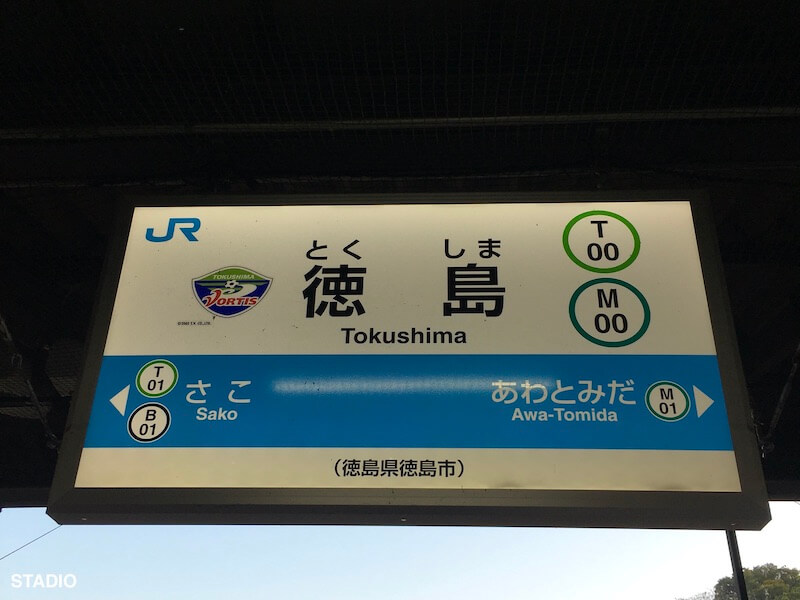 JR
TOKUSHIMA
VORTIS
とく しま
徳 島
Tokushima
T
00
M
00
T
01
B
01
さこ
Sako
あわとみだ
Awa-Tomida
M
01
(徳島県徳島市)
STADIO